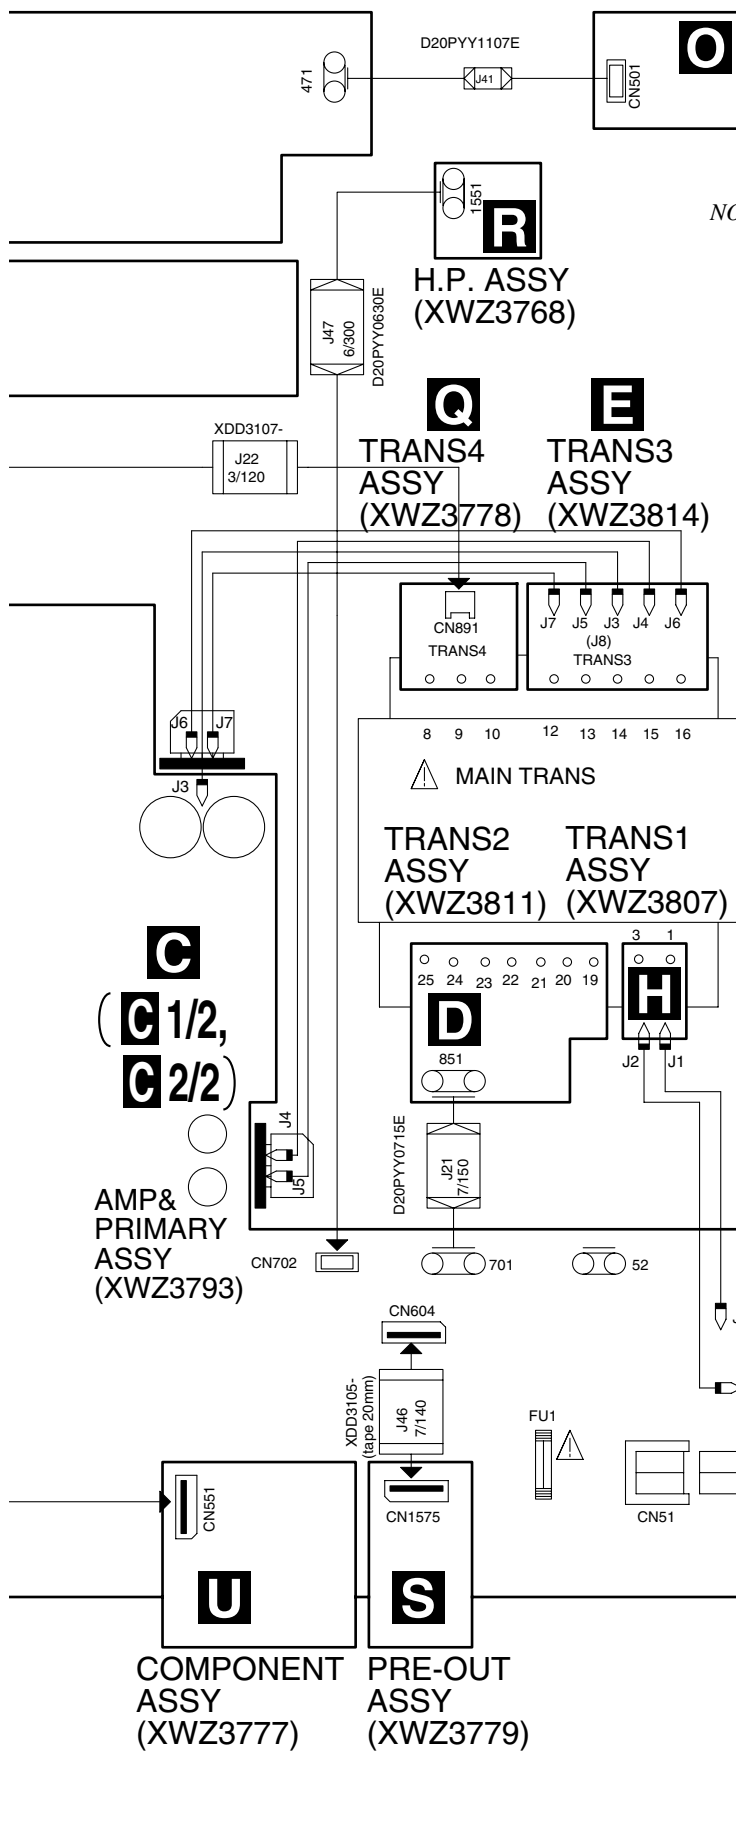 D20PYY1107E
O
471
J41
CN501
1551
R
NO
H.P. ASSY
(XWZ3768)
J47
6/300
D20PYY0630E
Q
E
XDD3107-
J22
3/120
TRANS4
ASSY
(XWZ3778)
TRANS3
ASSY
(XWZ3814)
CN891
TRANS4
J7 J5 J3 J4 J6
(J8)
TRANS3
J6 J7
J3
8 9 10 12 13 14 15 16
MAIN TRANS
TRANS2
ASSY
(XWZ3811)
TRANS1
ASSY
(XWZ3807)
3 1
25 24 23 22 21 20 19
H
D
C
(C 1/2,
C 2/2)
851
J2 J1
J4
J5
D20PYY0715E
J21
7/150
AMP&
PRIMARY
ASSY
(XWZ3793)
CN702
701
52
CN604
XDD3105-
(tape 20mm)
J46
7/140
FU1
CN551
CN1575
CN51
U
S
COMPONENT
ASSY
(XWZ3777)
PRE-OUT
ASSY
(XWZ3779)